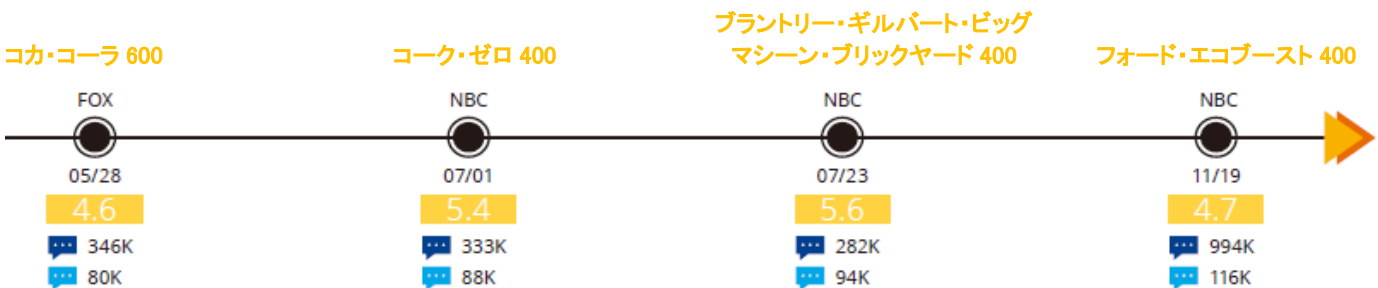 コカ・コーラ 600
FOX
05/28
4.6
346K
80K
コーク・ゼロ 400
NBC
07/01
5.4
333K
88K
ブラントリー・ギルバート・ビッグ
マシーン・ブリックヤード 400
NBC
07/23
5.6
282K
94K
フォード・エコブースト 400
NBC
11/19
4.7
994K
116K